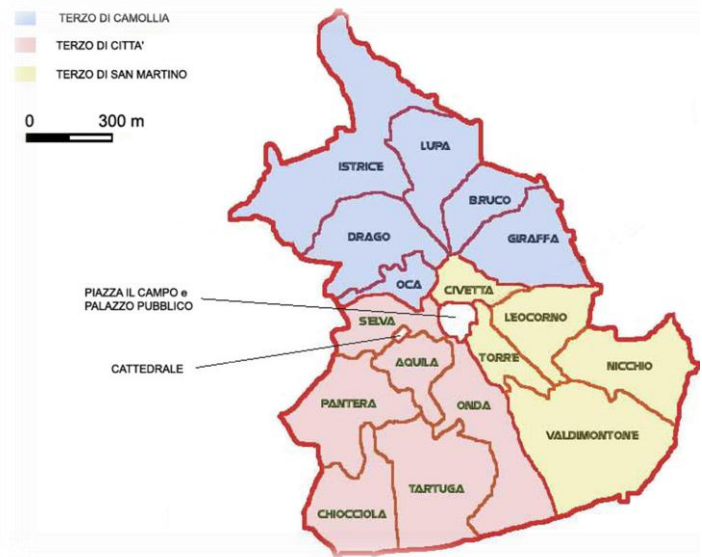 TERZO DI CAMOLLIA
TERZO DI CITTA'
TERZO DI SAN MARTINO
0 300 m
LUPA
ISTRICE
BRUCO
DRAGO
GIRAFFA
OCA
CIVETTA
PIAZZA IL CAMPO e
PALAZZO PUBBLICO
LEOCORNO
SELVA
CATTEDRALE
AQUILA
TORRE
NICCHIO
PANTERA
ONDA
VALDIMONTONE
TARTUGA
CHIOCCIOLA